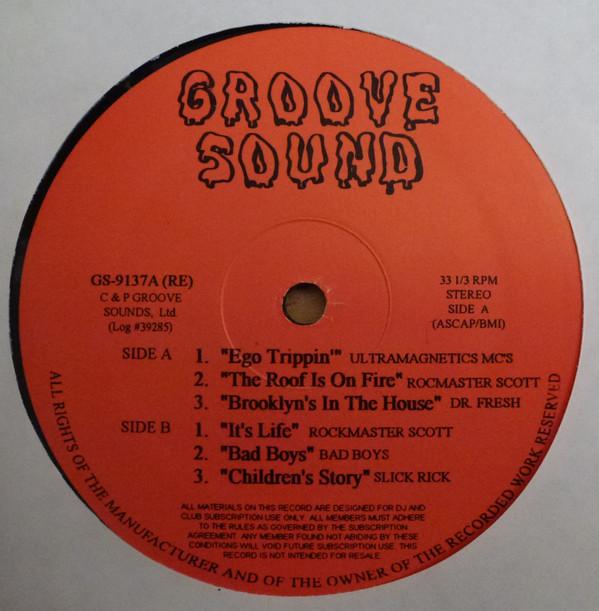 GROOVE
SOUND
GS-9137A (RE)
C & P GROOVE
SOUNDS, Ltd.
(Log #39285)
33 1/3 RPM
STEREO
SIDE A
(ASCAP/BMI)
SIDE A 1. "Ego Trippin'" ULTRAMAGNETICS MC'S
2. "The Roof Is On Fire" ROCMASTER SCOTT
3. "Brooklyn's In The House" DR. FRESH
SIDE B 1. "It's Life" ROCKMASTER SCOTT
2. "Bad Boys" BAD BOYS
3. "Children's Story" SLICK RICK
ALL MATERIALS ON THIS RECORD ARE DESIGNED FOR DJ AND
CLUB SUBSCRIPTION USE ONLY. ALL MEMBERS MUST ADHERE
TO THE RULES AS GOVERNED BY THE SUBSCRIPTION
AGREEMENT. ANY MEMBER FOUND NOT ABIDING BY THESE
CONDITIONS WILL VOID FUTURE SUBSCRIPTION USE. THIS
RECORD IS NOT INTENDED FOR RESALE.
ALL RIGHTS OF THE MANUFACTURER AND OF THE OWNER OF THE RECORDED WORK RESERVED